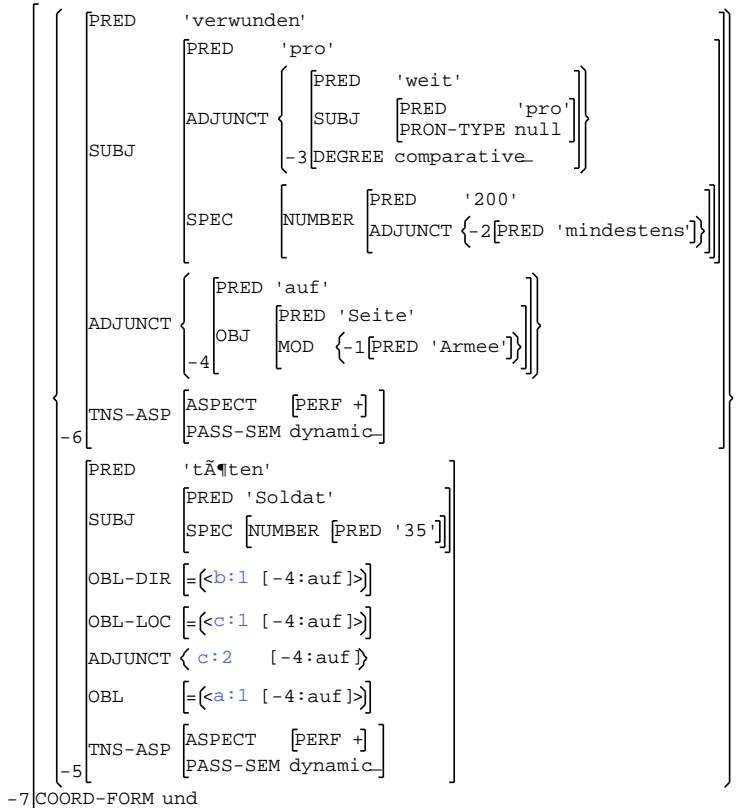 PRED 'verwunden'
PRED 'pro'
PRED 'weit'
ADJUNCT SUBJ PRED 'pro'
PRON-TYPE null
SUBJ -3 DEGREE comparative
SPEC NUMBER PRED '200'
ADJUNCT {-2[PRED 'mindestens']}
PRED 'auf'
ADJUNCT OBJ PRED 'Seite'
MOD {-1[PRED 'Armee']}
-4
TNS-ASP ASPECT [PERF +]
-6 PASS-SEM dynamic
PRED 'tÃ¶ten'
SUBJ PRED 'Soldat'
SPEC [NUMBER [PRED '35']]
OBL-DIR [=(<b:1 [-4:auf]>)]
OBL-LOC [=(<c:1 [-4:auf]>)]
ADJUNCT { c:2 [-4:auf]}
OBL [=(<a:1 [-4:auf]>)]
TNS-ASP ASPECT [PERF +]
-5 PASS-SEM dynamic
-7 COORD-FORM und